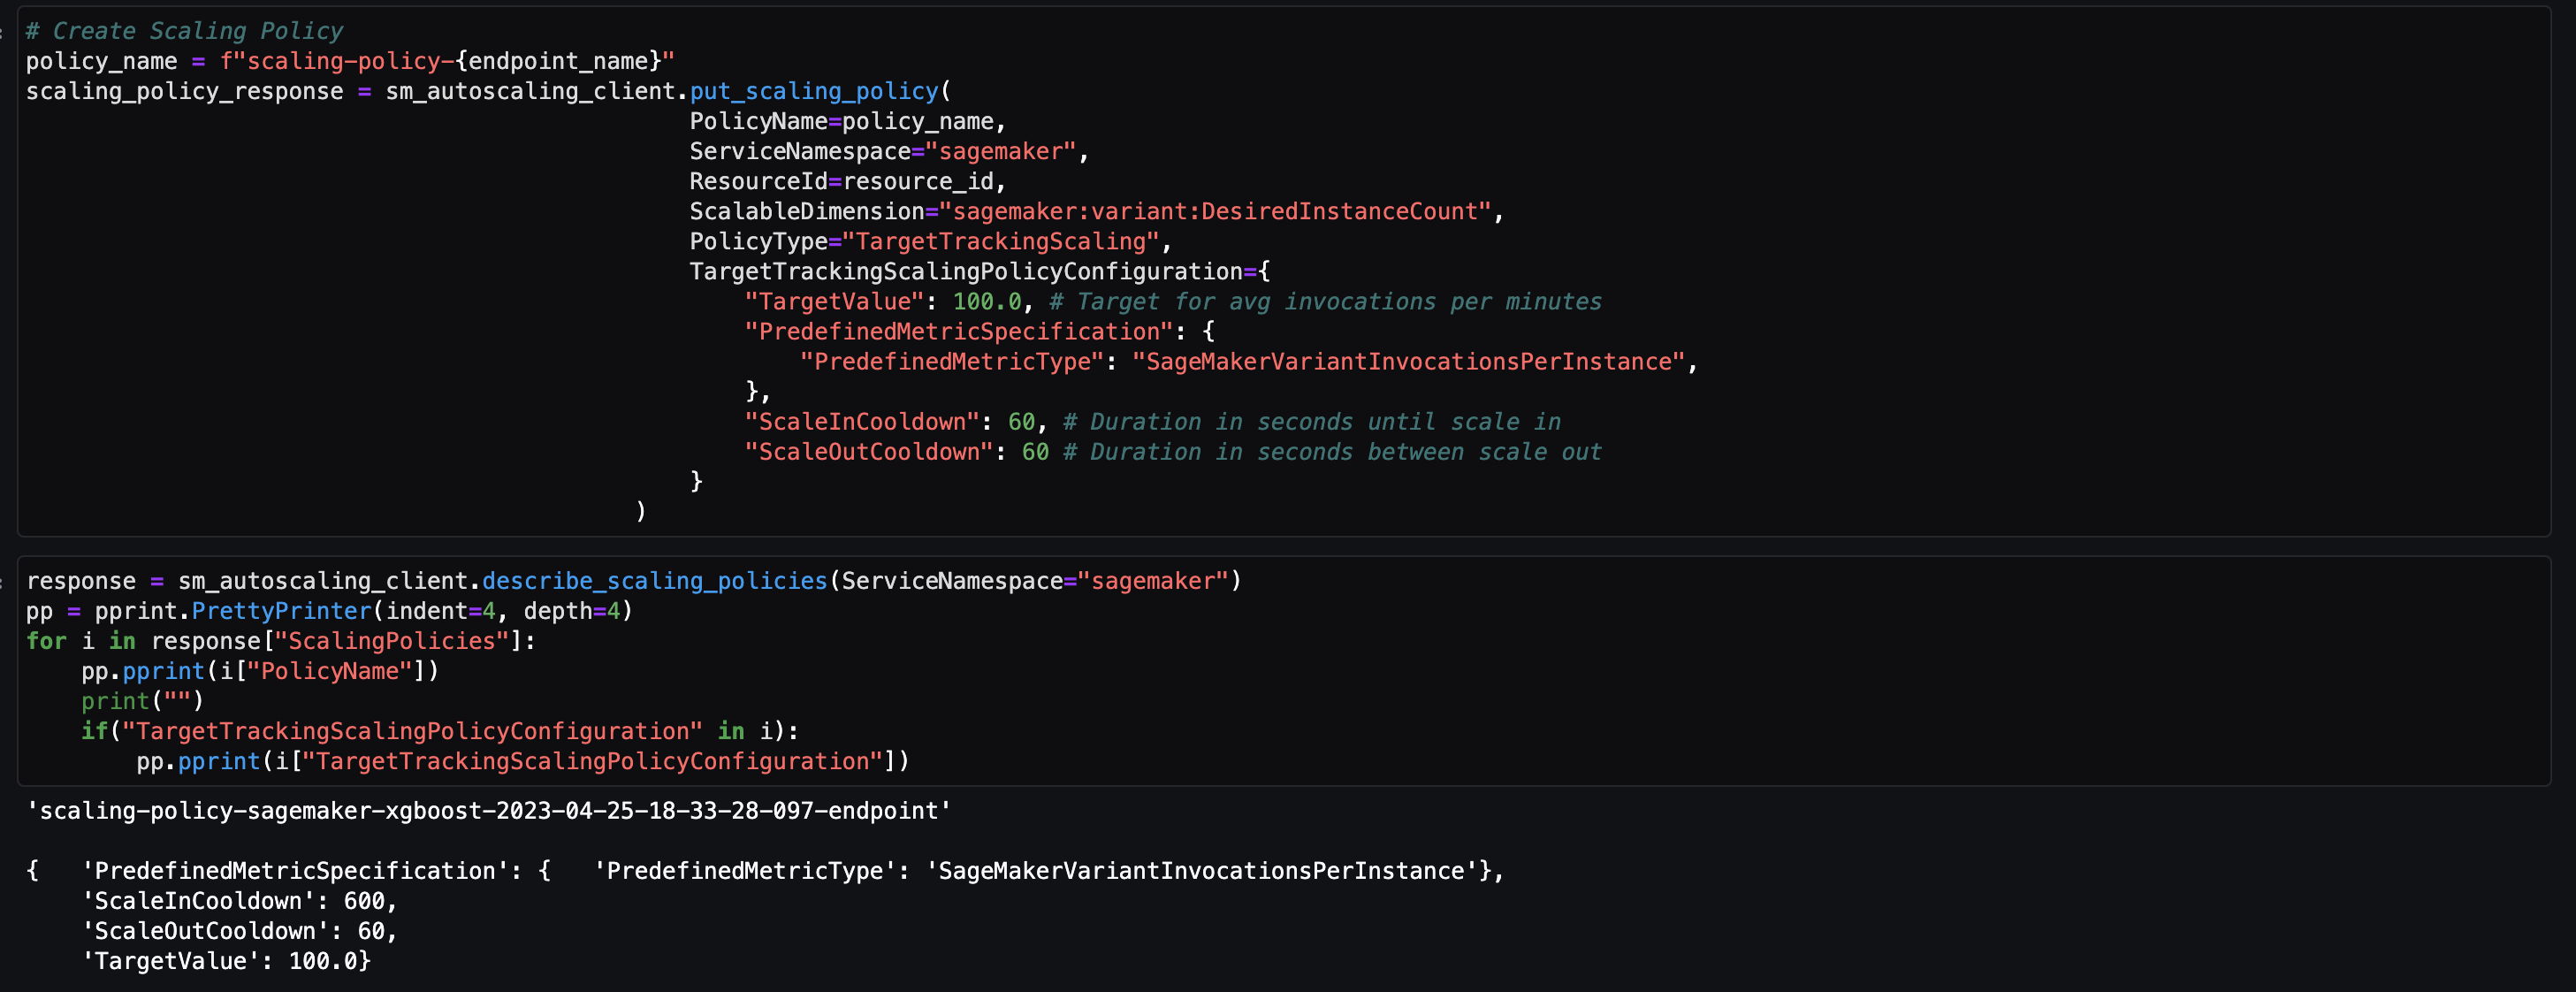 # Create Scaling Policy
policy_name = f"scaling-policy-{endpoint_name}"
scaling_policy_response = sm_autoscaling_client.put_scaling_policy(
PolicyName=policy_name,
ServiceNamespace="sagemaker",
ResourceId=resource_id,
ScalableDimension="sagemaker:variant:DesiredInstanceCount",
PolicyType="TargetTrackingScaling",
TargetTrackingScalingPolicyConfiguration={
"TargetValue": 100.0, # Target for avg invocations per minutes
"PredefinedMetricSpecification": {
"PredefinedMetricType": "SageMakerVariantInvocationsPerInstance",
},
"ScaleInCooldown": 60, # Duration in seconds until scale in
"ScaleOutCooldown": 60 # Duration in seconds between scale out
}
)
response = sm_autoscaling_client.describe_scaling_policies(ServiceNamespace="sagemaker")
pp = pprint.PrettyPrinter(indent=4, depth=4)
for i in response["ScalingPolicies"]:
pp.pprint(i["PolicyName"])
print("")
if("TargetTrackingScalingPolicyConfiguration" in i):
pp.pprint(i["TargetTrackingScalingPolicyConfiguration"])
'scaling-policy-sagemaker-xgboost-2023-04-25-18-33-28-097-endpoint'
{   'PredefinedMetricSpecification': {   'PredefinedMetricType': 'SageMakerVariantInvocationsPerInstance'},
'ScaleInCooldown': 600,
'ScaleOutCooldown': 60,
'TargetValue': 100.0}